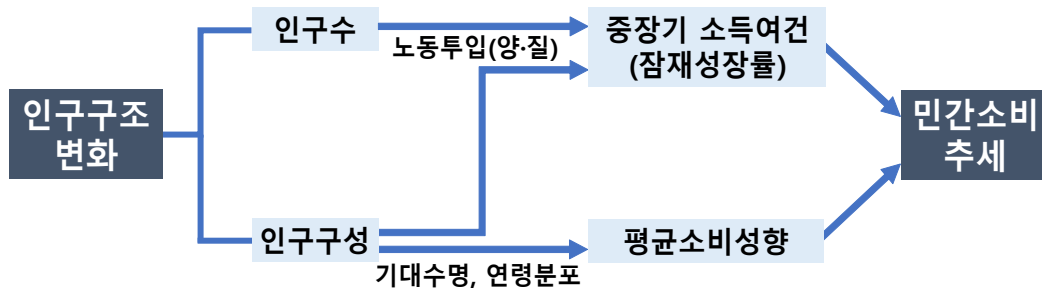 인구구조
변화
인구수
노동투입(양·질)
중장기 소득여건
(잠재성장률)
인구구성
기대수명, 연령분포
평균소비성향
민간소비
추세